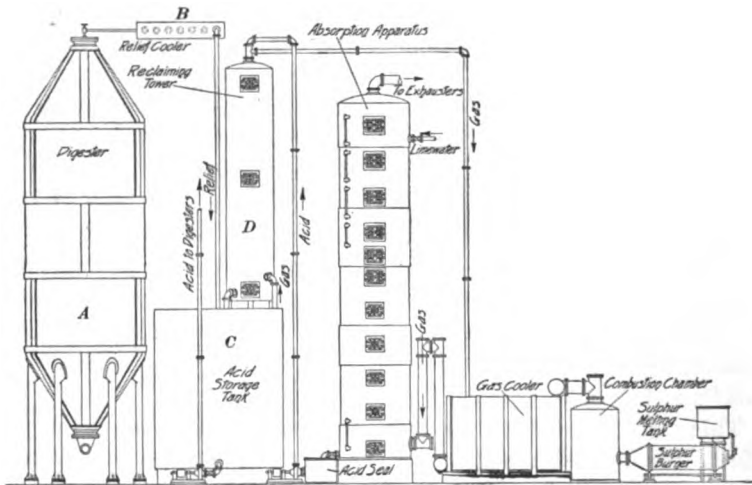 B
Relief Cooler
Absorption Apparatus
Reclaiming
Tower
To Exhausters
Gas
Limewater
Digester
Relief
D
Acid to Digesters
Acid
Gas
A
C
Gas
Acid
Storage
Tank
Gas Cooler
Combustion Chamber
Sulphur
Melting
Tank
Sulphur
Burner
Acid Seal